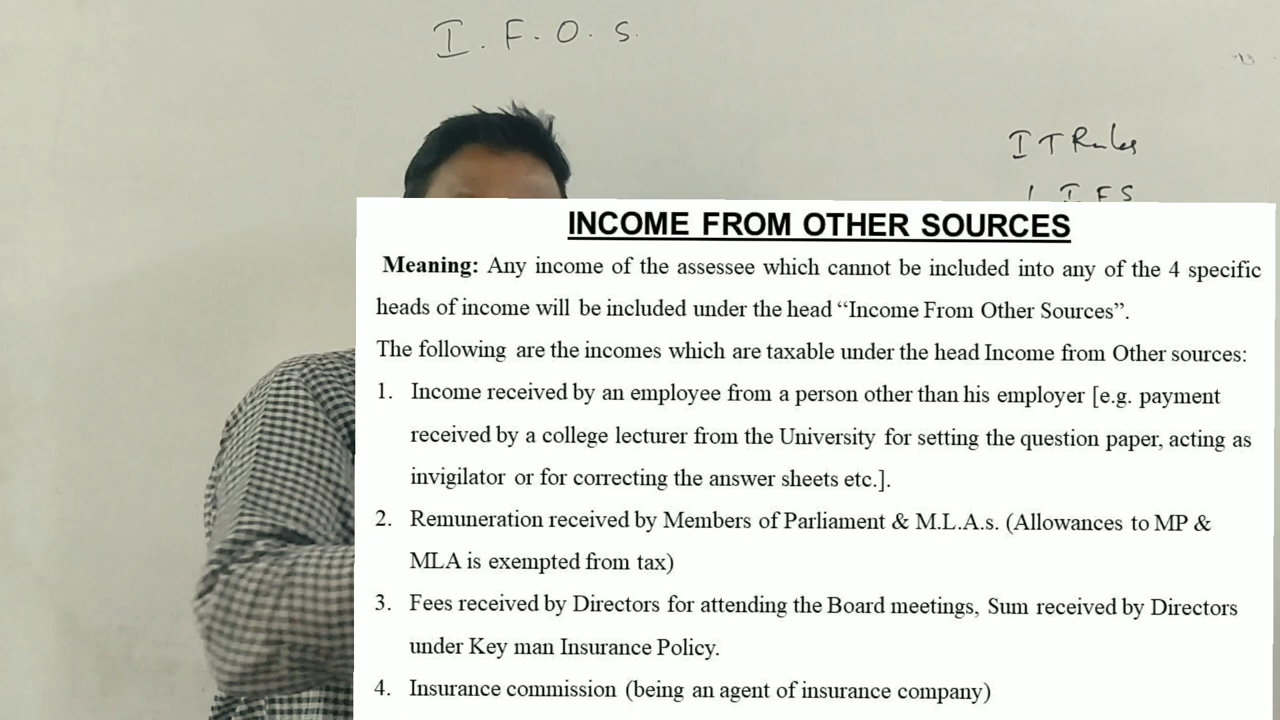 I. F. O. S.
IT Rules
INCOME FROM OTHER SOURCES
Meaning: Any income of the assessee which cannot be included into any of the 4 specific
heads of income will be included under the head “Income From Other Sources”.
The following are the incomes which are taxable under the head Income from Other sources:
1. Income received by an employee from a person other than his employer [e.g. payment
received by a college lecturer from the University for setting the question paper, acting as
invigilator or for correcting the answer sheets etc.].
2. Remuneration received by Members of Parliament & M.L.A.s. (Allowances to MP &
MLA is exempted from tax)
3. Fees received by Directors for attending the Board meetings, Sum received by Directors
under Key man Insurance Policy.
4. Insurance commission (being an agent of insurance company)